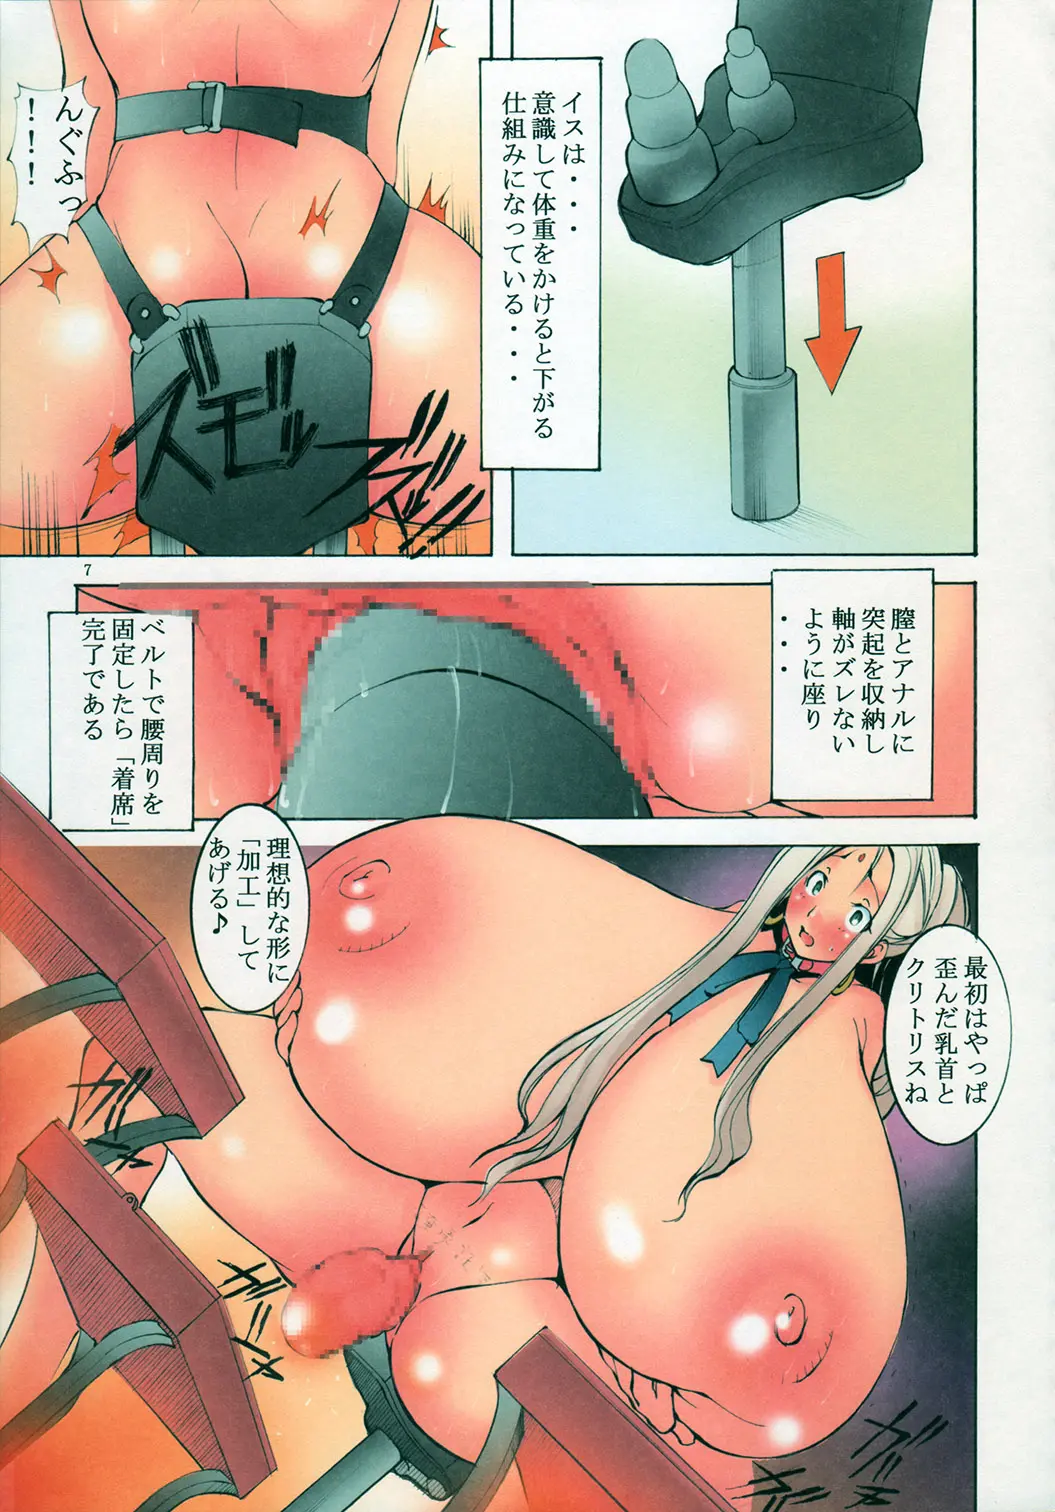 イスは・・・
意識して体重をかけると下がる
仕組みになっている・・・
んぐふっ
！！！
ズモッ
ズズズ
7
膣とアナルに
突起を収納し
軸がズレない
ように座り
・・・
ベルトで腰周りを
固定したら「着席」
完了である
最初はやっぱ
歪んだ乳首と
クリトリスね
理想的な形に
「加工」して
あげる♪